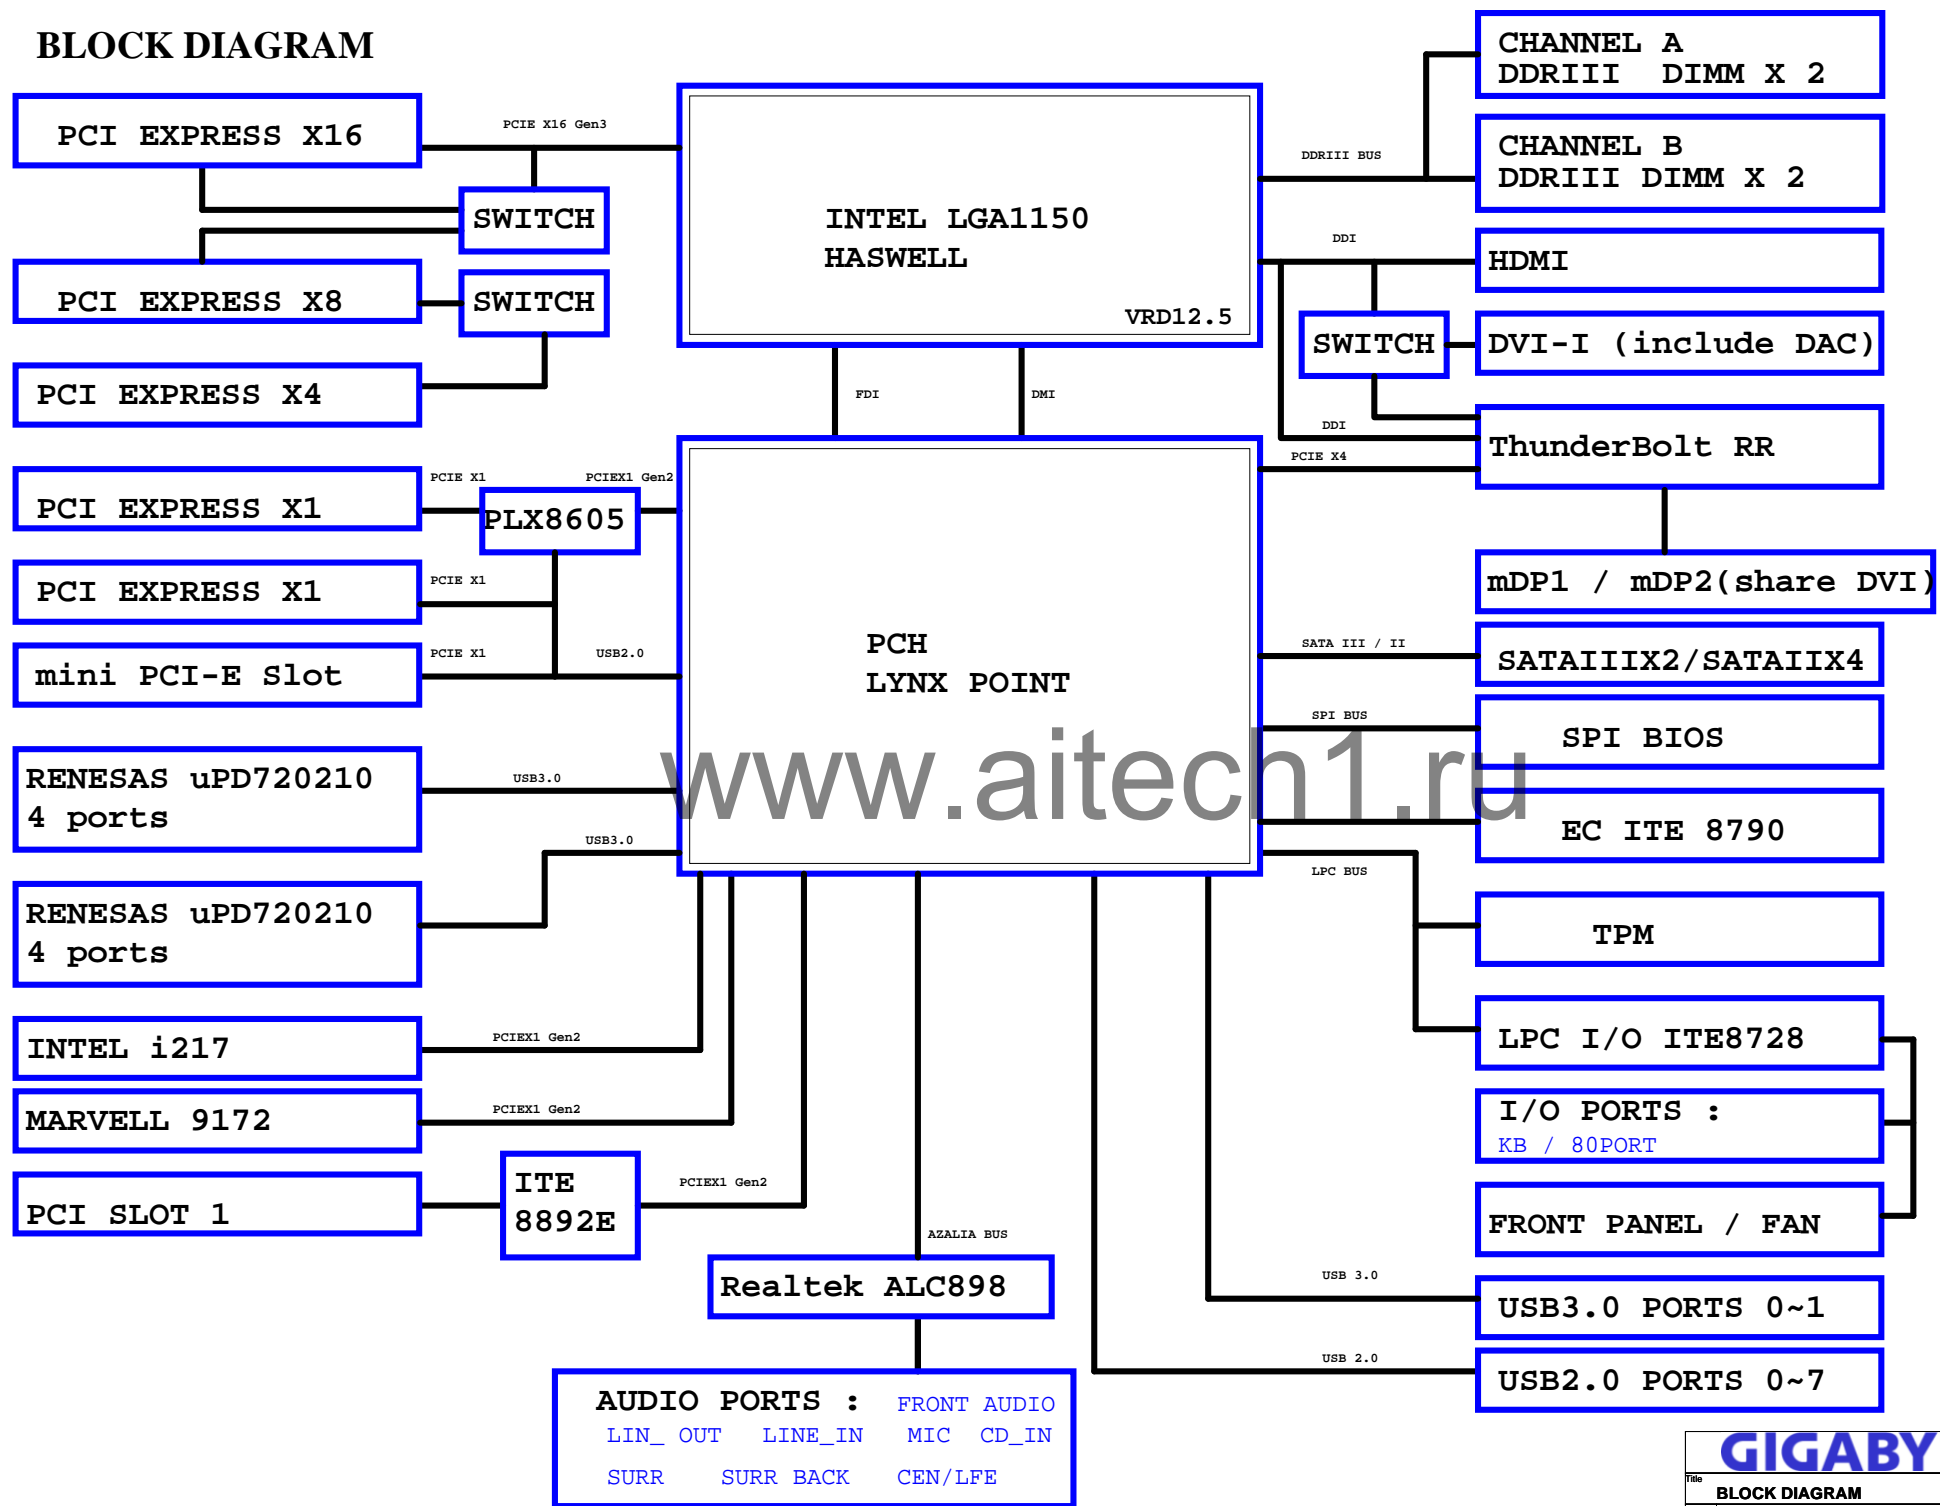 BLOCK DIAGRAM
PCI EXPRESS X16
PCIE X16 Gen3
SWITCH
PCI EXPRESS X8
SWITCH
PCI EXPRESS X4
INTEL LGA1150
HASWELL
VRD12.5
DDRIII BUS
CHANNEL A
DDRIII DIMM X 2
CHANNEL B
DDRIII DIMM X 2
DDI
HDMI
SWITCH
DVI-I (include DAC)
FDI
DMI
DDI
PCIE X4
ThunderBolt RR
mDP1 / mDP2(share DVI)
PCI EXPRESS X1
PCIE X1
PLX8605
PCIEX1 Gen2
PCI EXPRESS X1
PCIE X1
mini PCI-E Slot
PCIE X1
USB2.0
PCH
LYNX POINT
SATA III / II
SATAIIIX2/SATAIIX4
SPI BUS
SPI BIOS
www.aitech1.ru
EC ITE 8790
LPC BUS
TPM
LPC I/O ITE8728
I/O PORTS :
KB / 80PORT
FRONT PANEL / FAN
RENESAS uPD720210
4 ports
USB3.0
RENESAS uPD720210
4 ports
USB3.0
INTEL i217
PCIEX1 Gen2
MARVELL 9172
PCIEX1 Gen2
PCI SLOT 1
ITE
8892E
PCIEX1 Gen2
AZALIA BUS
Realtek ALC898
USB 3.0
USB3.0 PORTS 0~1
USB 2.0
USB2.0 PORTS 0~7
AUDIO PORTS : FRONT AUDIO
LIN_ OUT LINE_IN MIC CD_IN
SURR SURR BACK CEN/LFE
GIGABY
Title
BLOCK DIAGRAM